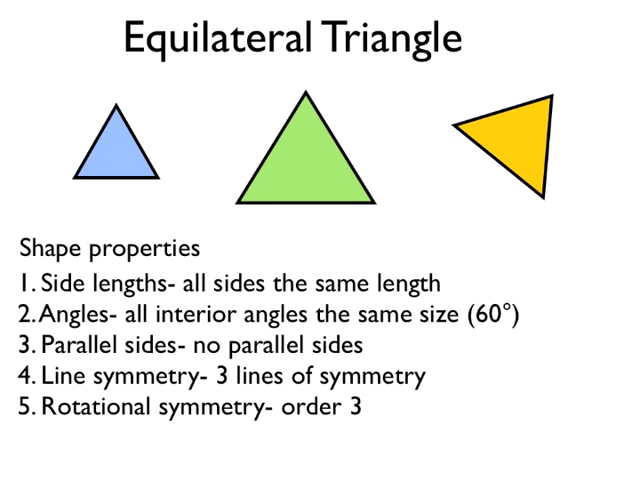 Equilateral Triangle
Shape properties
1. Side lengths- all sides the same length
2. Angles- all interior angles the same size (60°)
3. Parallel sides- no parallel sides
4. Line symmetry- 3 lines of symmetry
5. Rotational symmetry- order 3